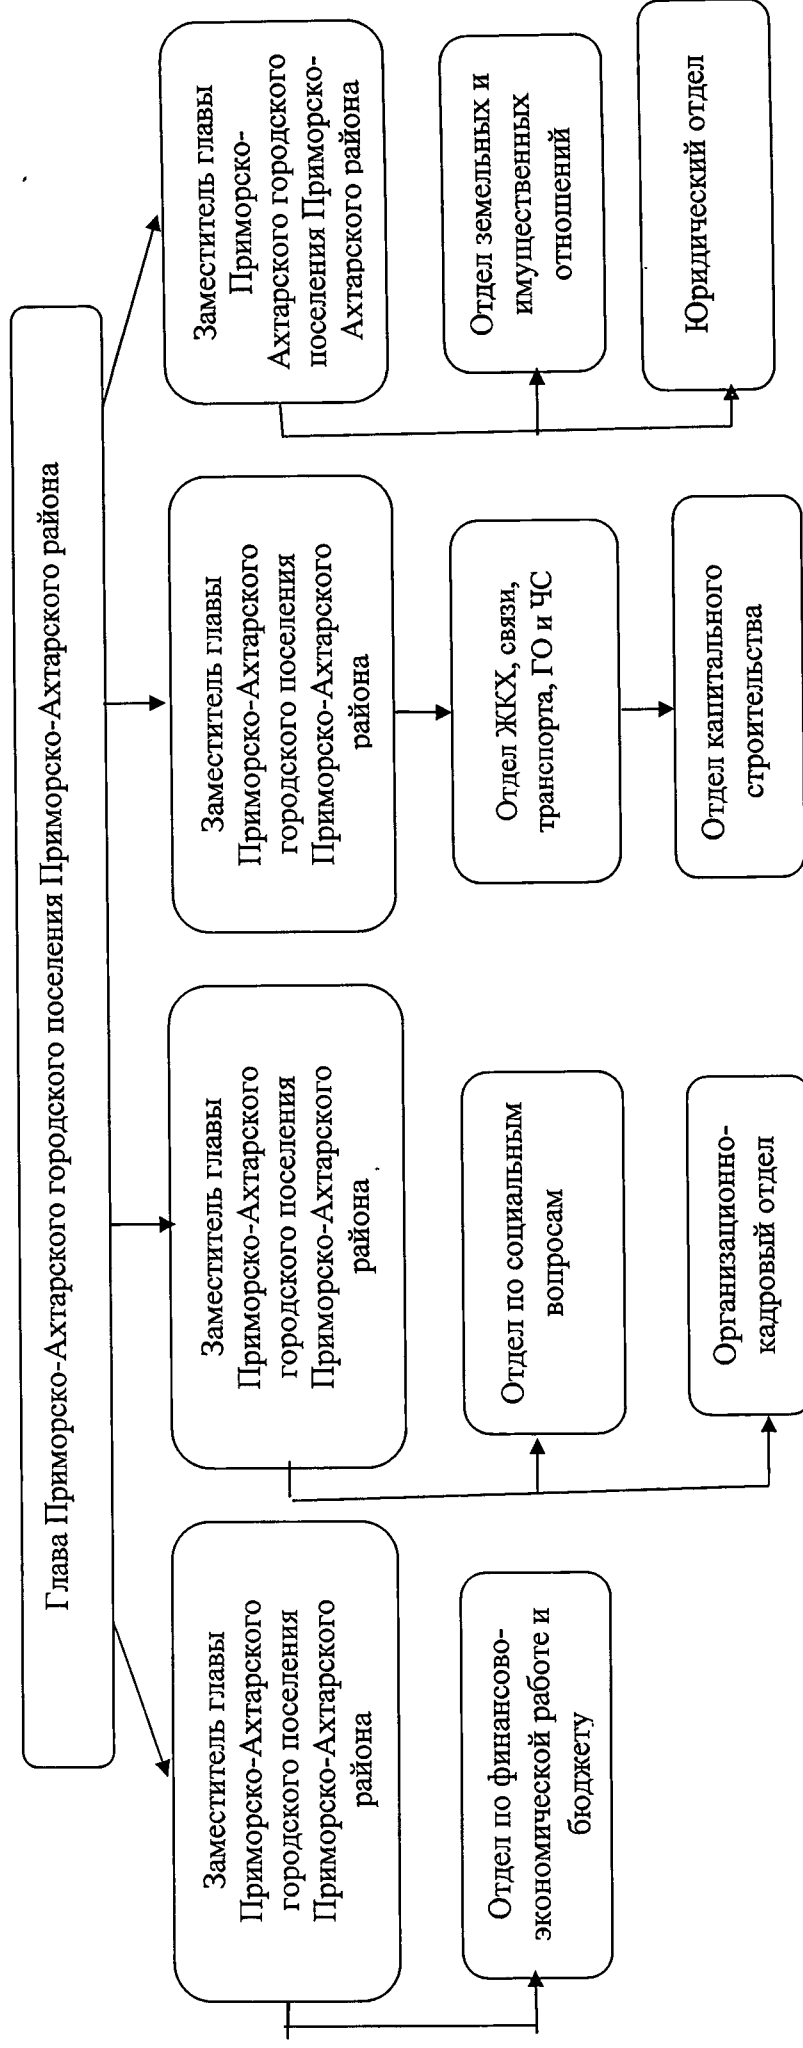 Глава Приморско-Ахтарского городского поселения Приморско-Ахтарского района
Заместитель главы
Приморско-Ахтарского
городского поселения
Приморско-Ахтарского
района
Отдел по финансово-
экономической работе и
бюджету
Заместитель главы
Приморско-Ахтарского
городского поселения
Приморско-Ахтарского
района
Отдел по социальным
вопросам
Организационно-
кадровый отдел
Заместитель главы
Приморско-Ахтарского
городского поселения
Приморско-Ахтарского
района
Отдел ЖКХ, связи,
транспорта, ГО и ЧС
Отдел капитального
строительства
Заместитель главы
Приморско-
Ахтарского городского
поселения Приморско-
Ахтарского района
Отдел земельных и
имущественных
отношений
Юридический отдел